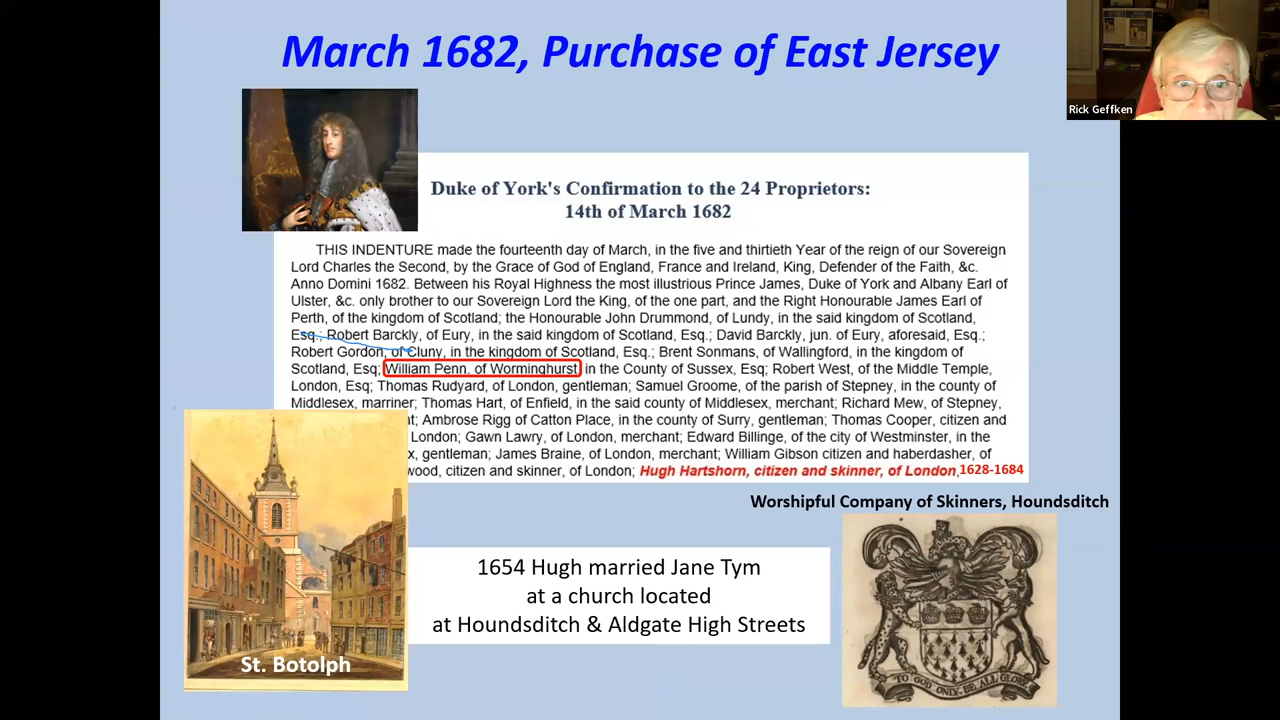 March 1682, Purchase of East Jersey
Rick Geffken
Duke of York's Confirmation to the 24 Proprietors:
14th of March 1682
THIS INDENTURE made the fourteenth day of March, in the five and thirtieth Year of the reign of our Sovereign
Lord Charles the Second, by the Grace of God of England, France and Ireland, King, Defender of the Faith, &c.
Anno Domini 1682. Between his Royal Highness the most illustrious Prince James, Duke of York and Albany Earl of
Ulster, &c. only brother to our Sovereign Lord the King, of the one part, and the Right Honourable James Earl of
Perth, of the kingdom of Scotland; the Honourable John Drummond, of Lundy, in the said kingdom of Scotland,
Esq.; Robert Barckly, of Eury, in the said kingdom of Scotland, Esq.; David Barckly, jun. of Eury, aforesaid, Esq.;
Robert Gordon, of Cluny, in the kingdom of Scotland, Esq.; Brent Sonmans, of Wallingford, in the kingdom of
Scotland, Esq; William Penn, of Worminghurst, in the County of Sussex, Esq; Robert West, of the Middle Temple,
London, Esq; Thomas Rudyard, of London, gentleman; Samuel Groome, of the parish of Stepney, in the county of
Middlesex, marriner; Thomas Hart, of Enfield, in the said county of Middlesex, merchant; Richard Mew, of Stepney,
t; Ambrose Rigg of Catton Place, in the county of Surry, gentleman; Thomas Cooper, citizen and
London; Gawn Lawry, of London, merchant; Edward Billinge, of the city of Westminster, in the
x, gentleman; James Braine, of London, merchant; William Gibson citizen and haberdasher, of
wood, citizen and skinner, of London; Hugh Hartshorn, citizen and skinner, of London, 1628-1684
Worshipful Company of Skinners, Houndsditch
1654 Hugh married Jane Tym
at a church located
at Houndsditch & Aldgate High Streets
St. Botolph
TO GOD ONLY, BE ALL GLORY